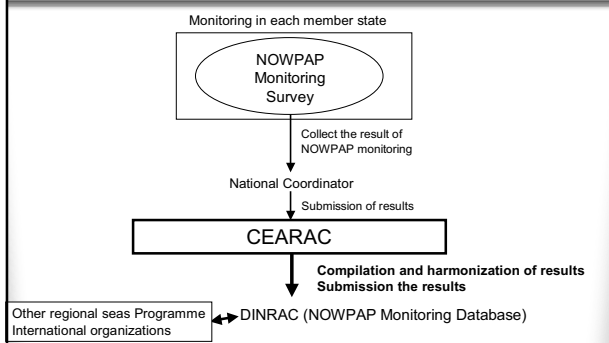 Monitoring in each member state
NOWPAP
Monitoring
Survey
Collect the result of
NOWPAP monitoring
National Coordinator
Submission of results
CEARAC
Compilation and harmonization of results
Submission the results
Other regional seas Programme
International organizations
DINRAC (NOWPAP Monitoring Database)